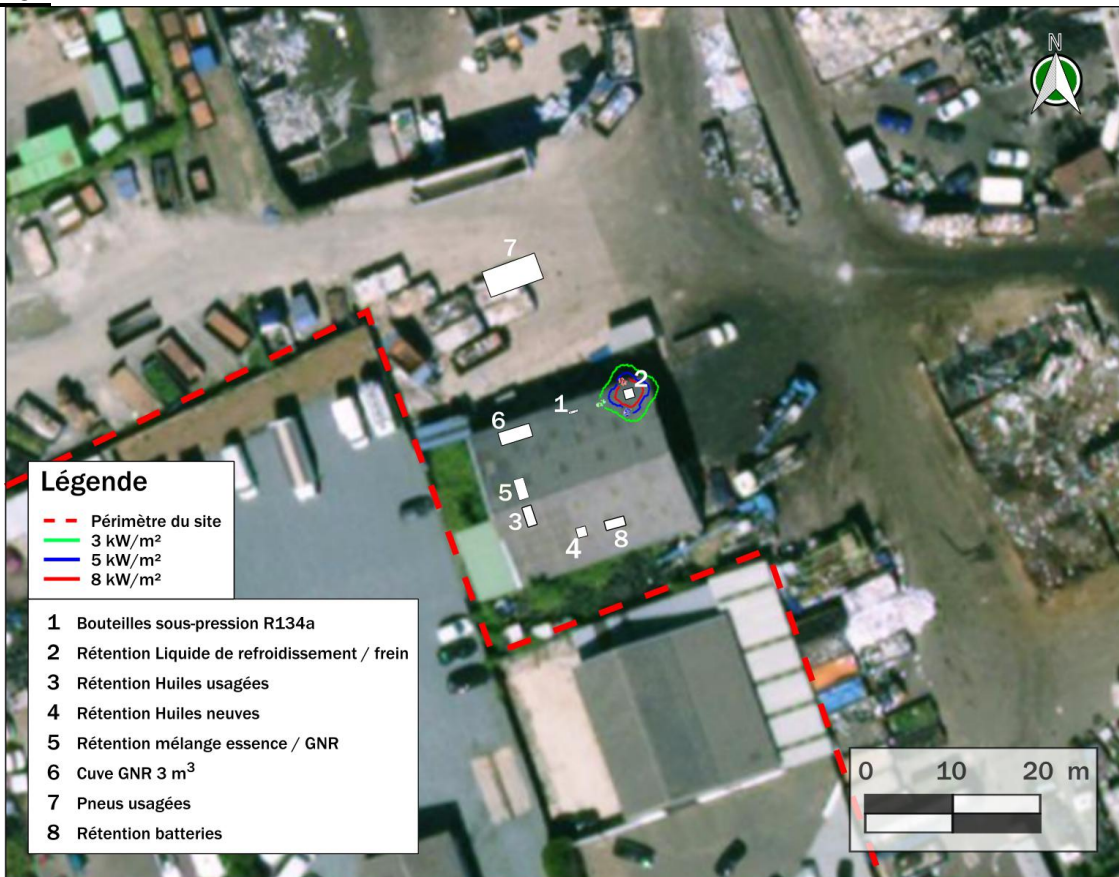 N
7
2
1
6
5
3
4
8
Légende
Périmètre du site
3 kW/m²
5 kW/m²
8 kW/m²
1 Bouteilles sous-pression R134a
2 Rétention Liquide de refroidissement / frein
3 Rétention Huiles usagées
4 Rétention Huiles neuves
5 Rétention mélange essence / GNR
6 Cuve GNR 3 m³
7 Pneus usagées
8 Rétention batteries
0 10 20 m